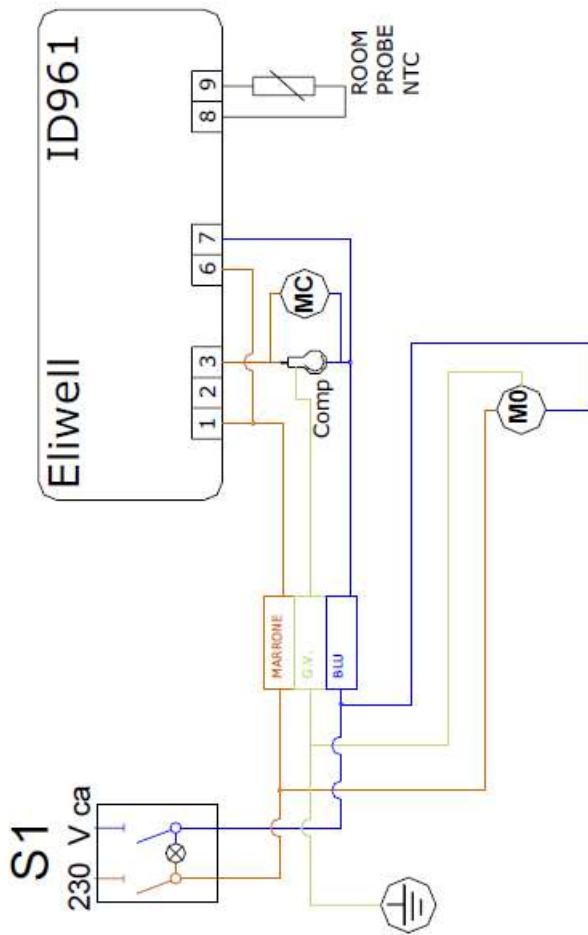 S1
230 V ca
Eliwell ID961
1 2 3 6 7 8 9
MARRONE
G.V.
BLU
Comp
MC
M0
ROOM
PROBE
NTC